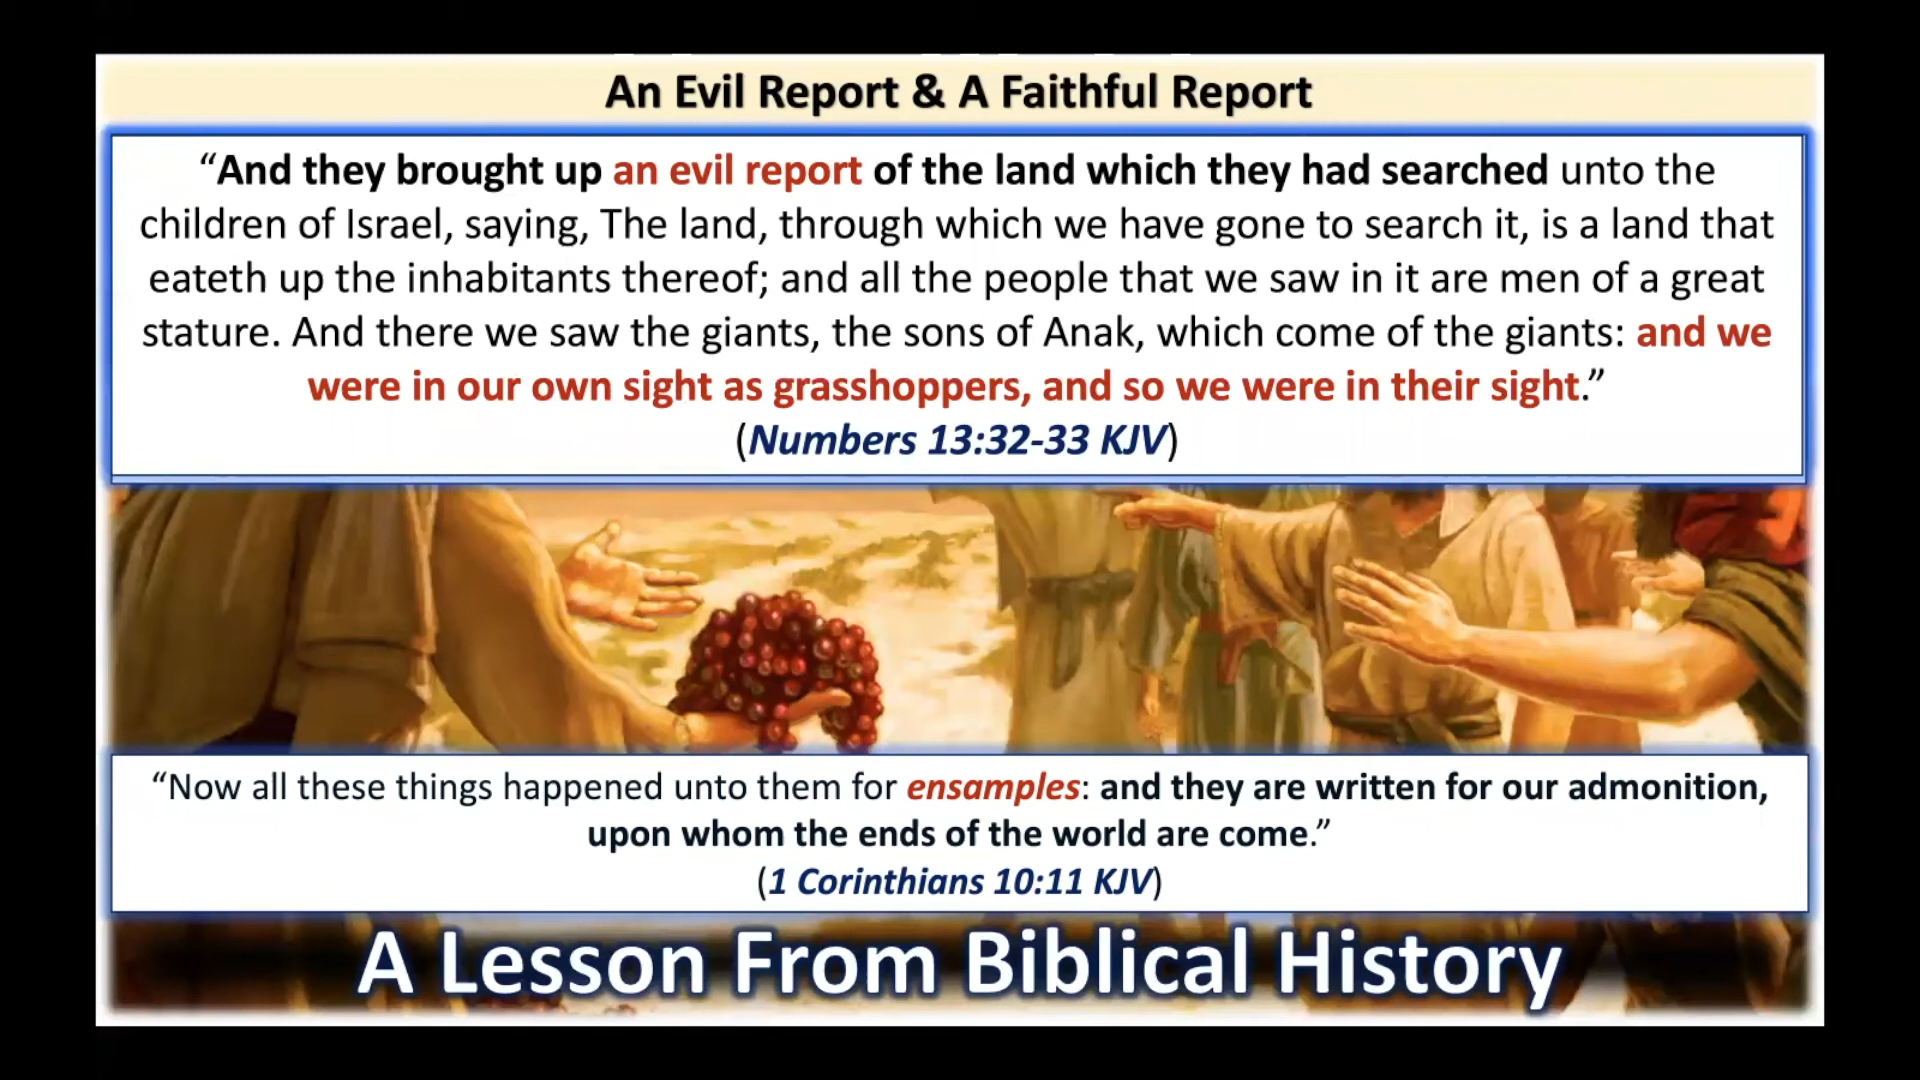 An Evil Report & A Faithful Report
“And they brought up an evil report of the land which they had searched unto the
children of Israel, saying, The land, through which we have gone to search it, is a land that
eateth up the inhabitants thereof; and all the people that we saw in it are men of a great
stature. And there we saw the giants, the sons of Anak, which come of the giants: and we
were in our own sight as grasshoppers, and so we were in their sight.”
(Numbers 13:32-33 KJV)
“Now all these things happened unto them for ensamples: and they are written for our admonition,
upon whom the ends of the world are come.”
(1 Corinthians 10:11 KJV)
A Lesson From Biblical History